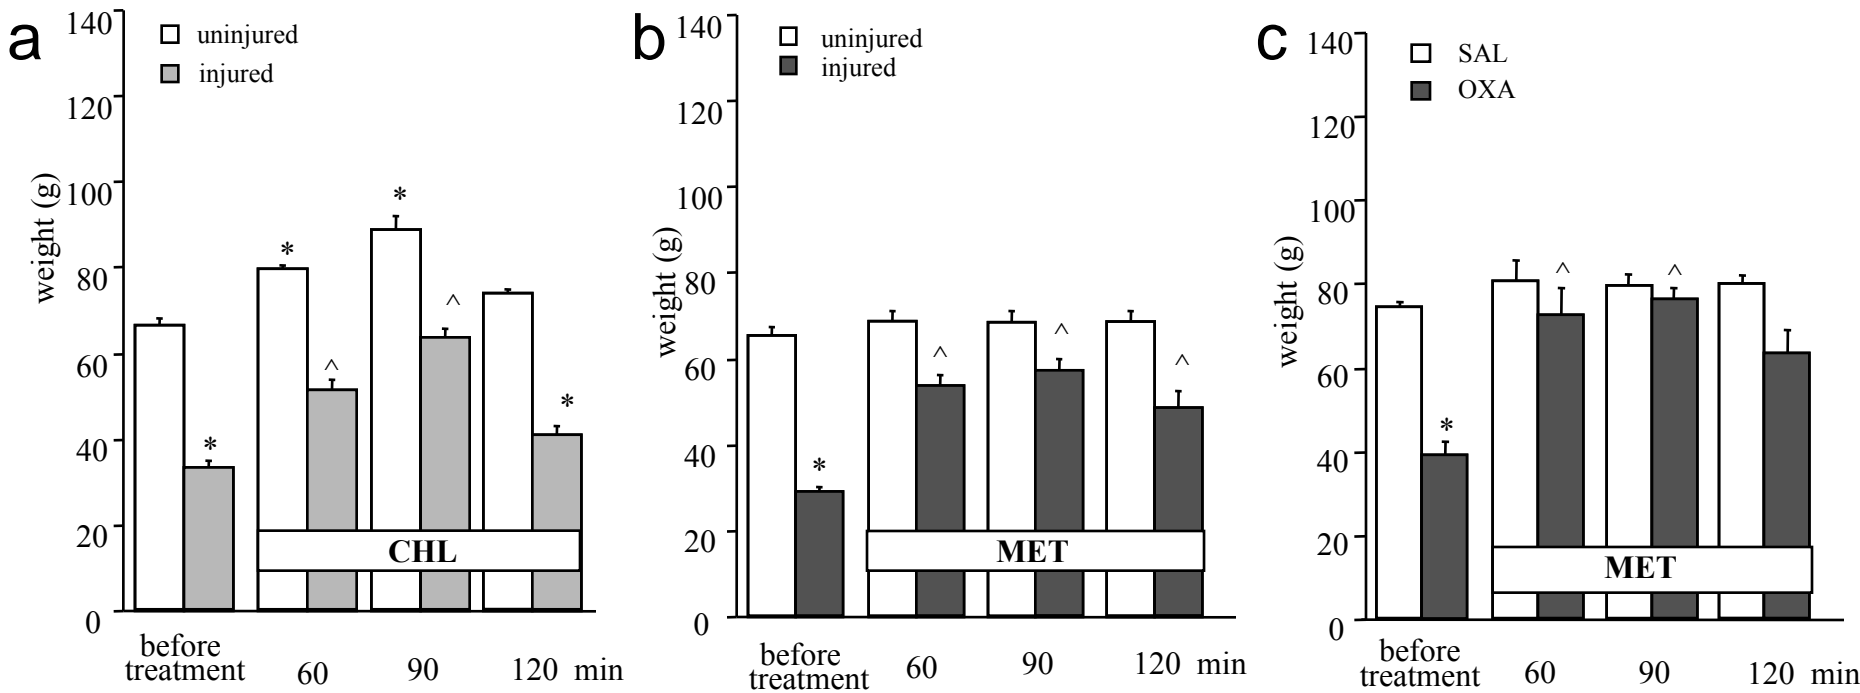 a
weight (g)
140
120
100
80
60
40
20
0
uninjured
injured
*
*
*
^
^
*
CHL
before
treatment
60
90
120 min
b
weight (g)
140
120
100
80
60
40
20
0
uninjured
injured
*
^
^
^
MET
before
treatment
60
90
120 min
c
weight (g)
140
120
100
80
60
40
20
0
SAL
OXA
*
^
^
MET
before
treatment
60
90
120 min